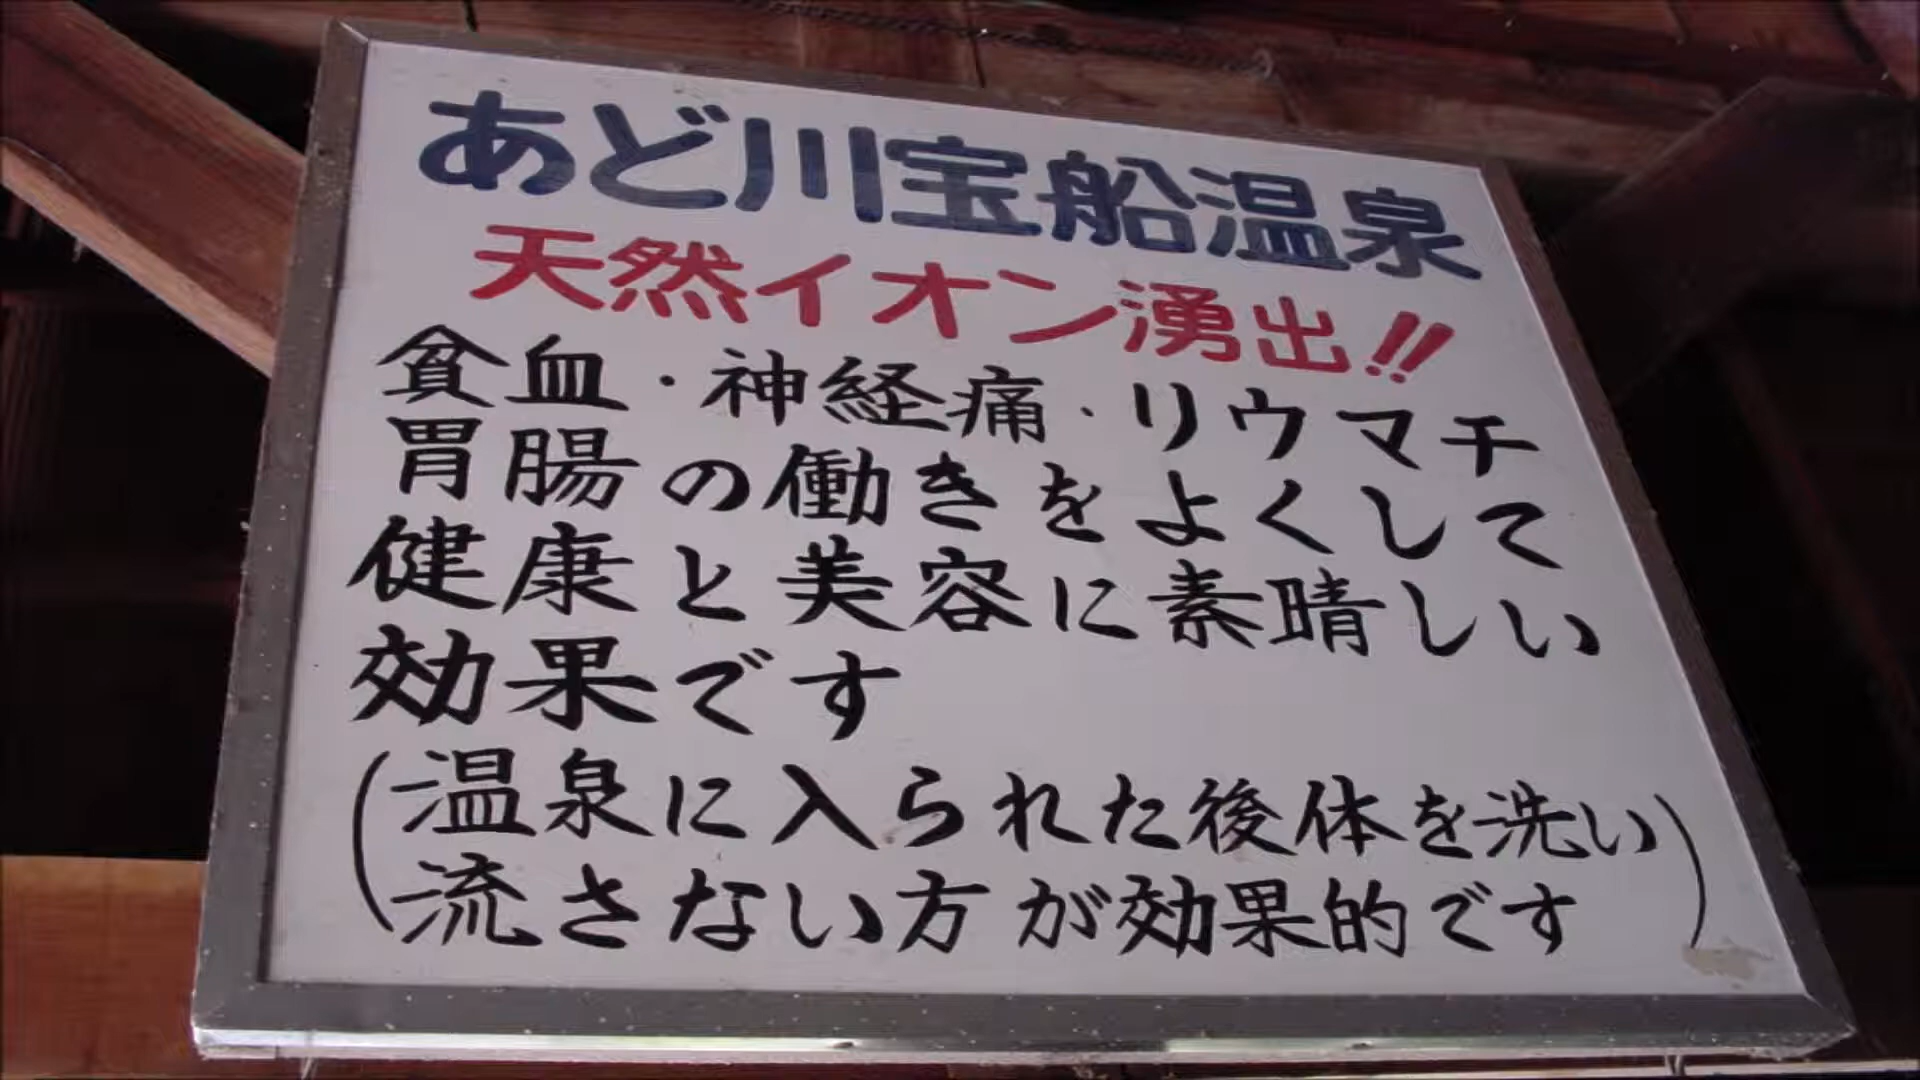 あど川宝船温泉
天然イオン湧出!!
貧血・神経痛・リウマチ
胃腸の働きをよくして
健康と美容に素晴しい
効果です
(温泉に入られた後体を洗い
流さない方が効果的です)